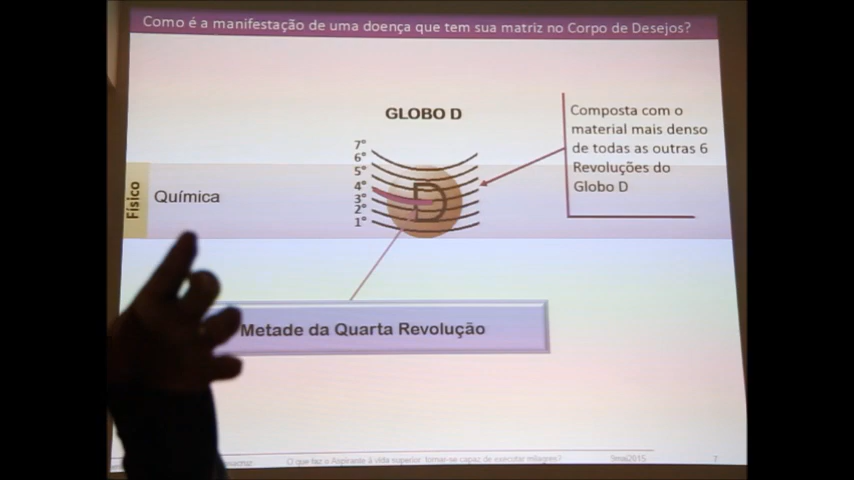 Como é a manifestação de uma doença que tem sua matriz no Corpo de Desejos?
GLOBO D
7º
6º
5º
4º
3º
2º
1º
D
Físico
Química
Composta com o
material mais denso
de todas as outras 6
Revoluções do
Globo D
Metade da Quarta Revolução
O que faz o Aspirante à vida superior: tornar-se capaz de executar milagres?
7